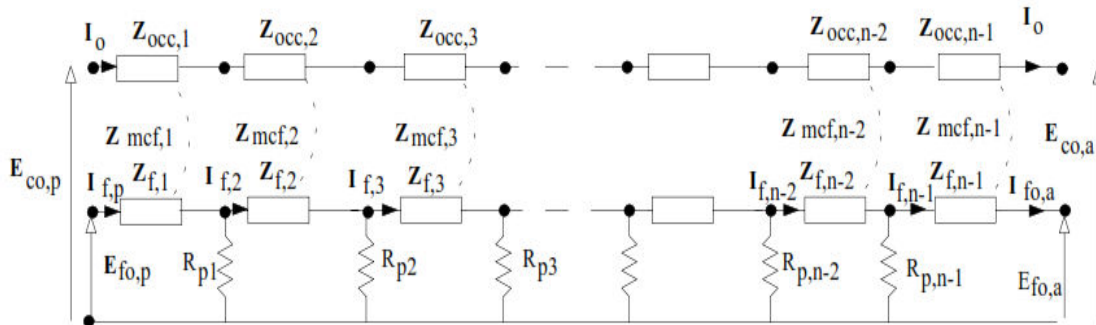 I o Z occ,1 Z occ,2 Z occ,3 Z occ,n-2 Z occ,n-1 I o
Z mcf,1 Z mcf,2 Z mcf,3 Z mcf,n-2 Z mcf,n-1
E co,p E co,a
I f,p Z f,1 I f,2 Z f,2 I f,3 Z f,3 I f,n-2 Z f,n-2 I f,n-1 Z f,n-1 I fo,a
E fo,p R p1 R p2 R p3 R p,n-2 R p,n-1 E fo,a